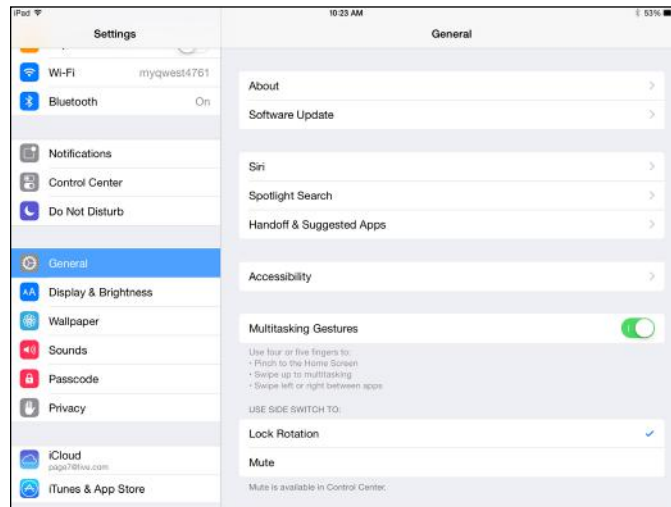 iPad
10:23 AM
53%
Settings
General
Wi-Fi
myqwest4761
Bluetooth
On
Notifications
Control Center
Do Not Disturb
General
Display & Brightness
Wallpaper
Sounds
Passcode
Privacy
iCloud
page7@live.com
iTunes & App Store
About
Software Update
Siri
Spotlight Search
Handoff & Suggested Apps
Accessibility
Multitasking Gestures
Use four or five fingers to:
• Pinch to the Home Screen
• Swipe up to multitasking
• Swipe left or right between apps
USE SIDE SWITCH TO:
Lock Rotation
Mute
Mute is available in Control Center.